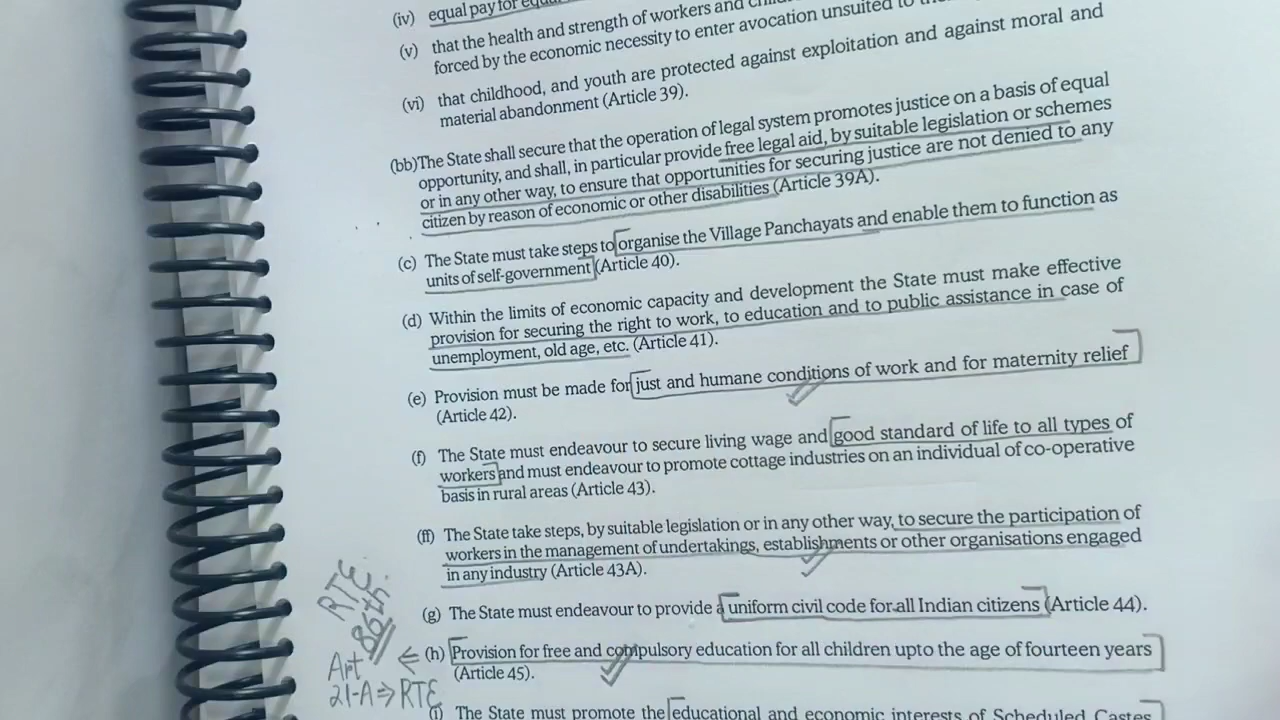 (iv) equal pay for equal
(v) that the health and strength of workers and
forced by the economic necessity to enter avocation unsuited to
(vi) that childhood, and youth are protected against exploitation and against moral and
material abandonment (Article 39).
(bb)The State shall secure that the operation of legal system promotes justice on a basis of equal
opportunity, and shall, in particular provide free legal aid, by suitable legislation or schemes
or in any other way, to ensure that opportunities for securing justice are not denied to any
citizen by reason of economic or other disabilities (Article 39A).
(c) The State must take steps to organise the Village Panchayats and enable them to function as
units of self-government (Article 40).
(d) Within the limits of economic capacity and development the State must make effective
provision for securing the right to work, to education and to public assistance in case of
unemployment, old age, etc. (Article 41).
(e) Provision must be made for just and humane conditions of work and for maternity relief
(Article 42).
(f) The State must endeavour to secure living wage and good standard of life to all types of
workers and must endeavour to promote cottage industries on an individual of co-operative
basis in rural areas (Article 43).
(ff) The State take steps, by suitable legislation or in any other way, to secure the participation of
workers in the management of undertakings, establishments or other organisations engaged
in any industry (Article 43A).
(g) The State must endeavour to provide a uniform civil code for all Indian citizens (Article 44).
RTE
86th
(h) Provision for free and compulsory education for all children upto the age of fourteen years
(Article 45).
Art
21-A ⇒ RTE
(i) The State must promote the educational and economic interests of Scheduled Castes